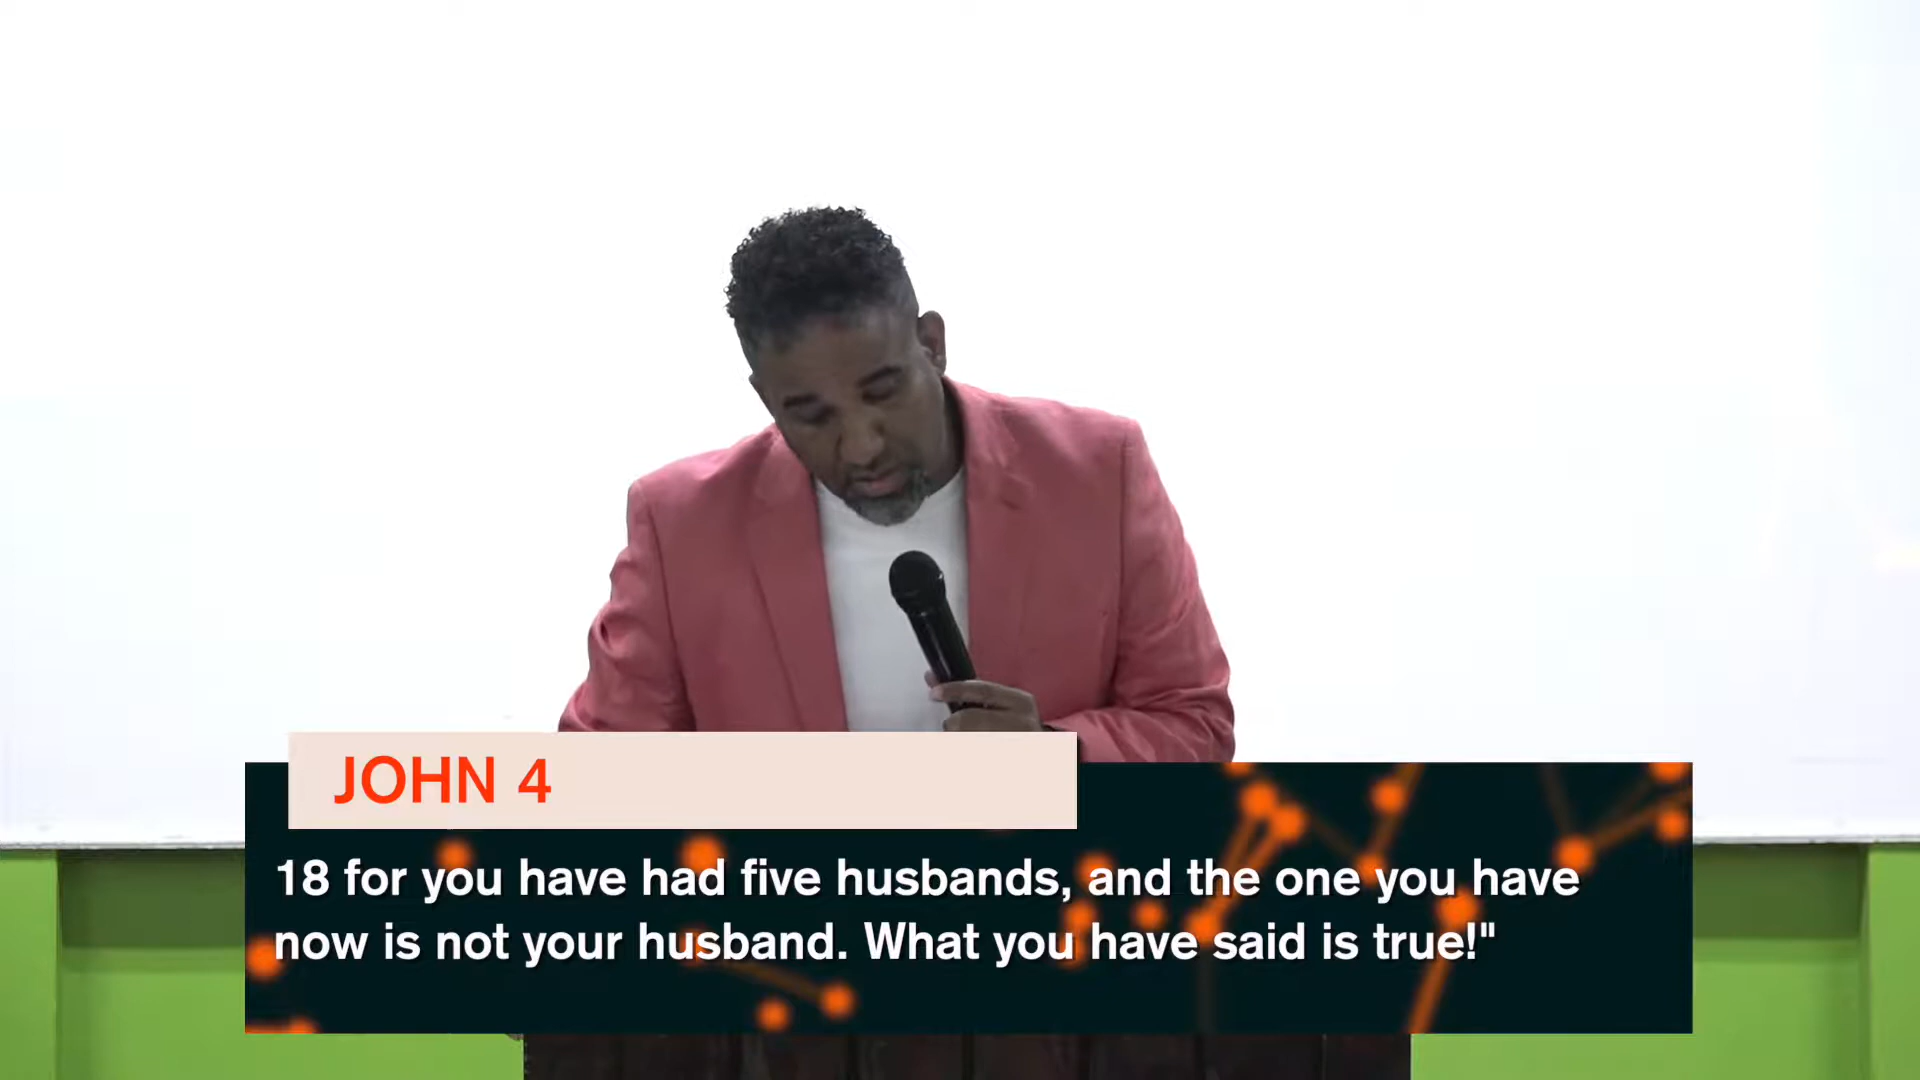 JOHN 4
18 for you have had five husbands, and the one you have
now is not your husband. What you have said is true!"